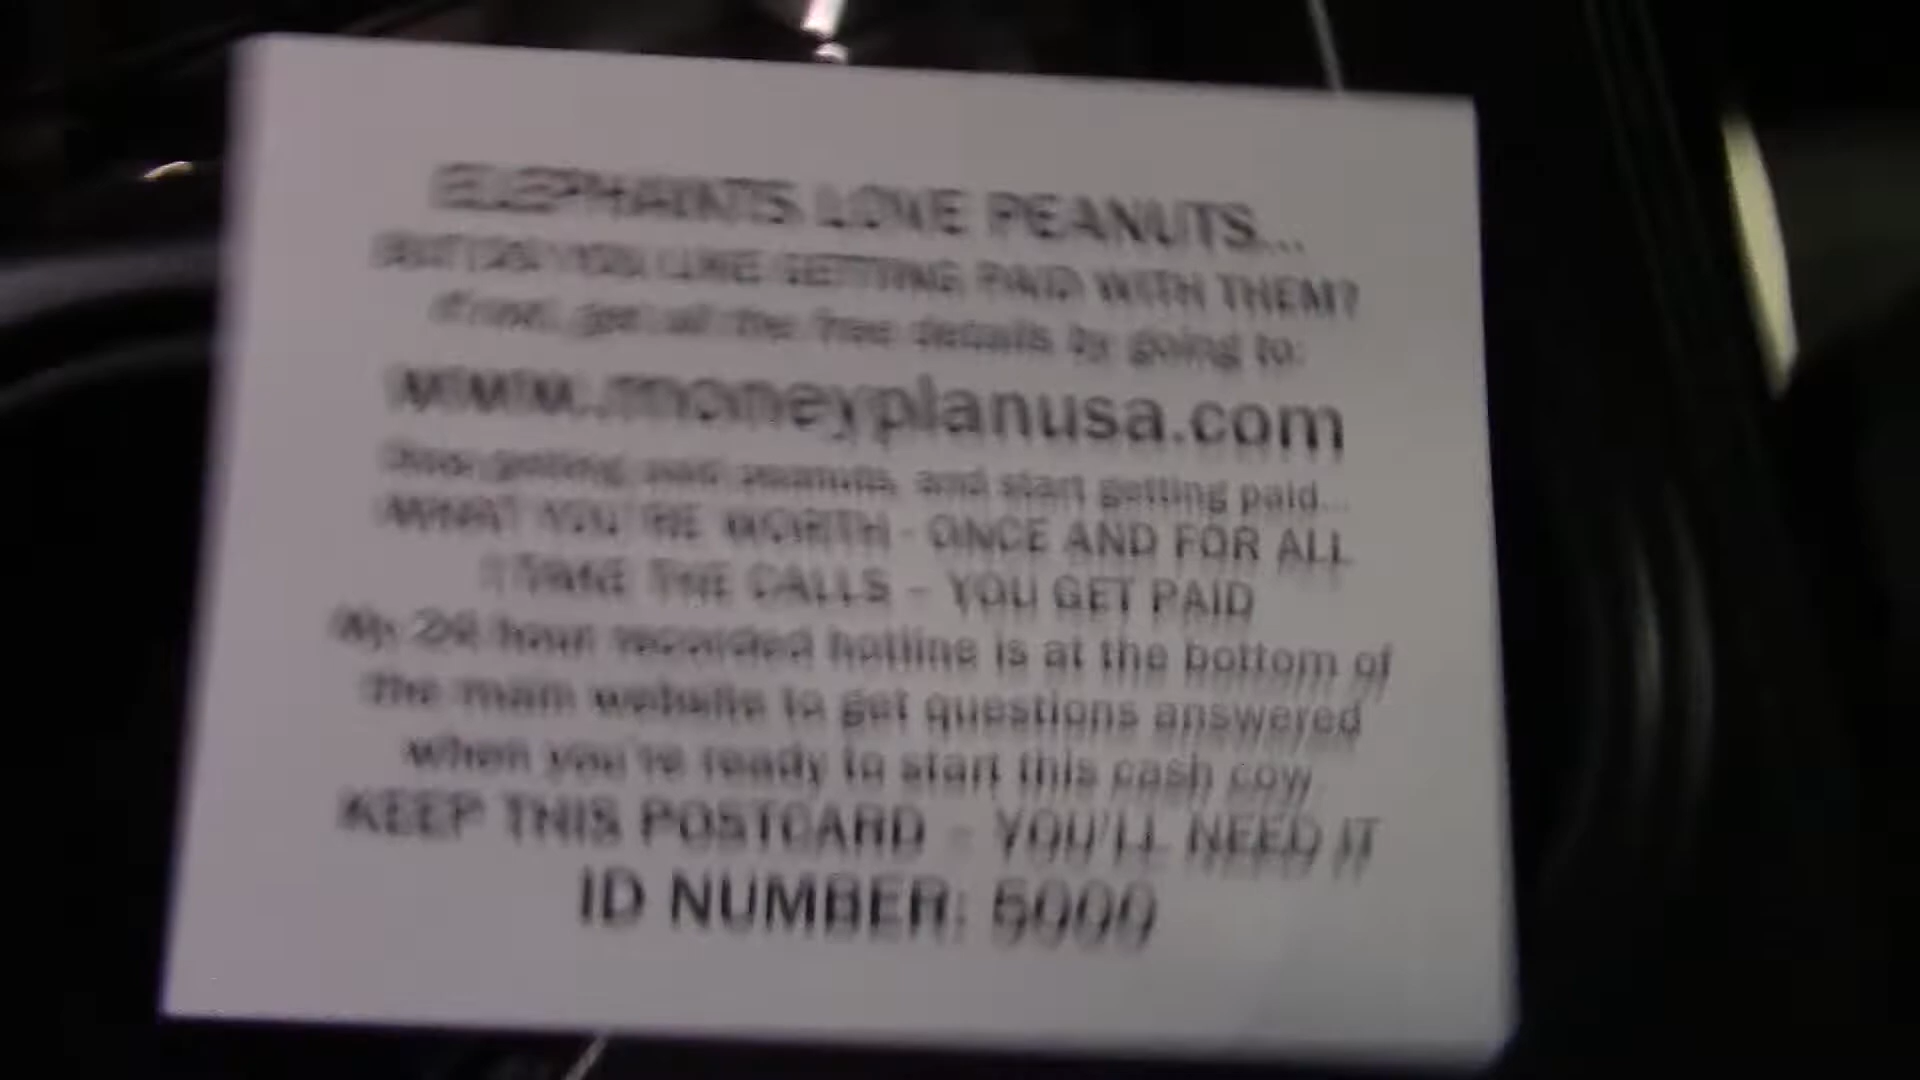 ELEPHANTS LOVE PEANUTS...
BUT DO YOU LIKE GETTING PAID WITH THEM?
If not, get all the free details by going to:
www.moneyplanusa.com
Stop getting paid peanuts, and start getting paid...
WHAT YOU'RE WORTH - ONCE AND FOR ALL
I TAKE THE CALLS - YOU GET PAID
My 24 hour recorded hotline is at the bottom of
the main website to get questions answered
when you're ready to start this cash cow
KEEP THIS POSTCARD - YOU'LL NEED IT
ID NUMBER: 5000